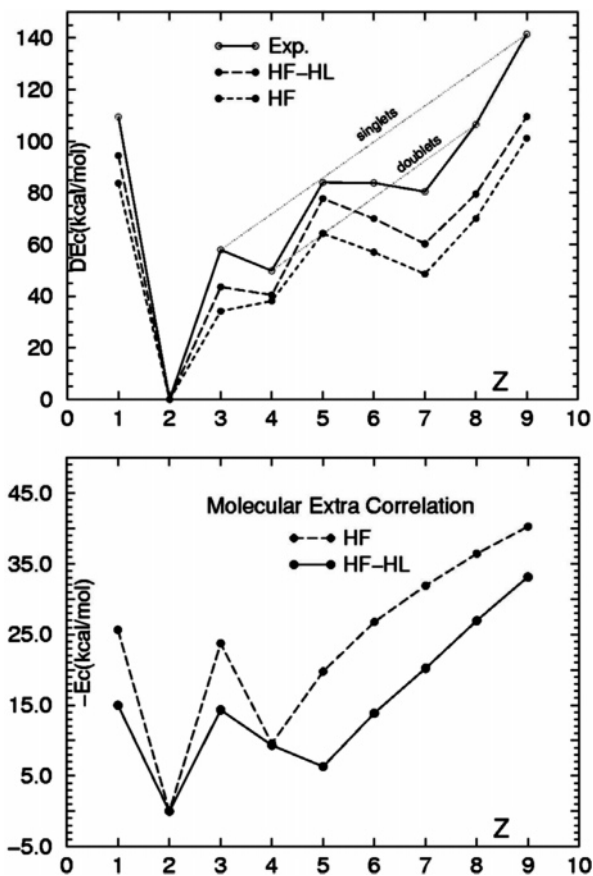 140
120
100
80
60
40
20
0
DEc(kcal/mol)
Exp.
HF-HL
HF
singlets
doublets
Z
0 1 2 3 4 5 6 7 8 9 10
45.0
35.0
25.0
15.0
5.0
-5.0
-Ec(kcal/mol)
Molecular Extra Correlation
HF
HF-HL
Z
0 1 2 3 4 5 6 7 8 9 10